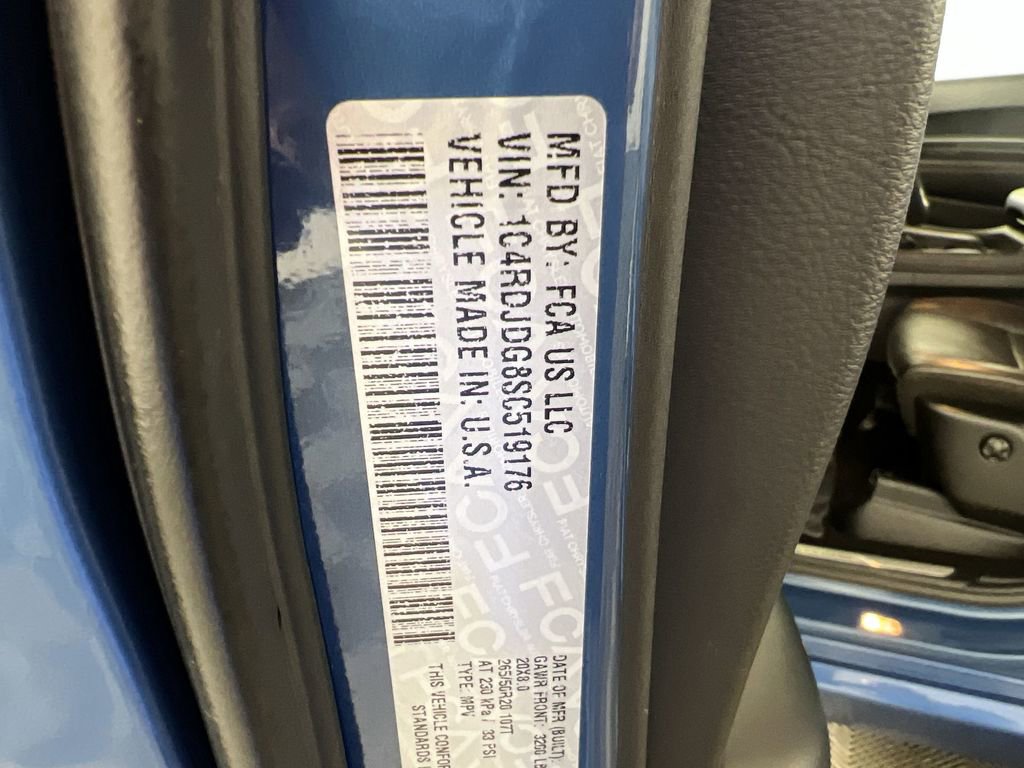 MFD BY: FCA US LLC
VIN: 1C4RDJDG8SC519176
VEHICLE MADE IN: U.S.A.
DATE OF MFR (BUILT):
GAWR FRONT: 3200 LB
20X8.0
265/50R20 107T
AT 230 KPa / 33 PSI
TYPE: MPV
THIS VEHICLE CONFOR
STANDARDS